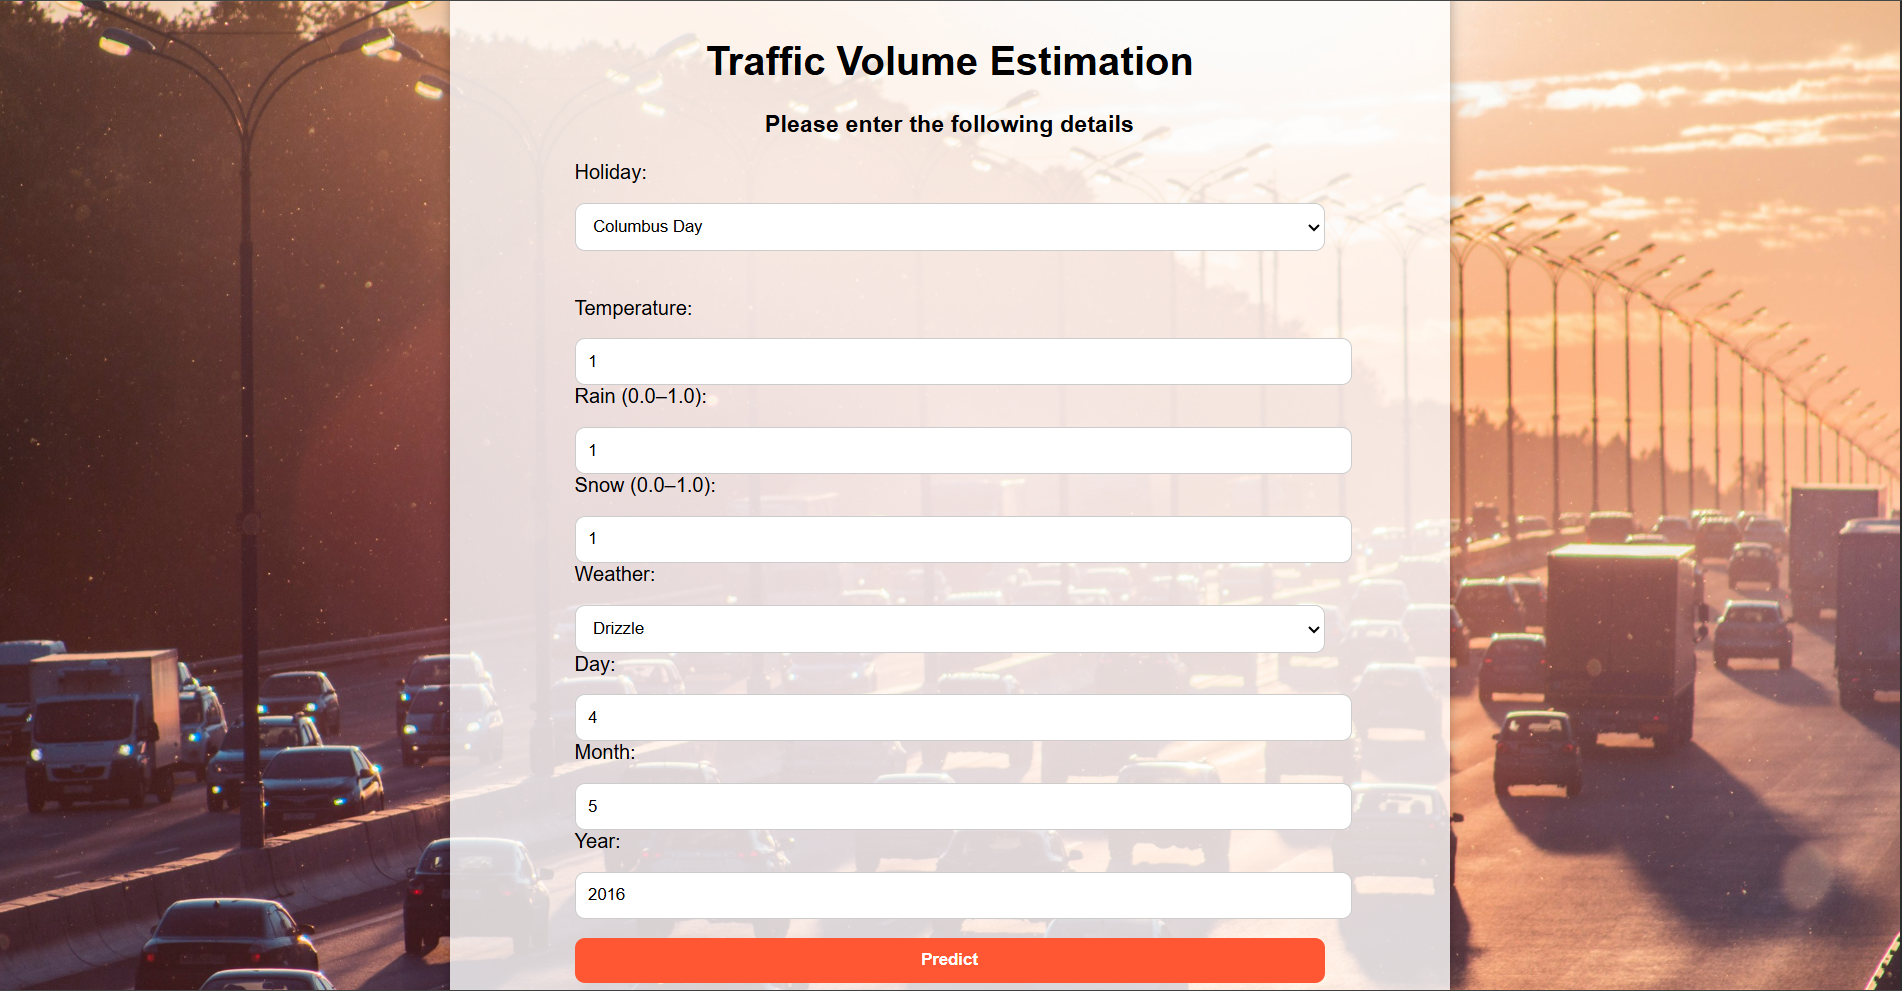 Traffic Volume Estimation
Please enter the following details
Holiday:
Columbus Day
Temperature:
1
Rain (0.0–1.0):
1
Snow (0.0–1.0):
1
Weather:
Drizzle
Day:
4
Month:
5
Year:
2016
Predict